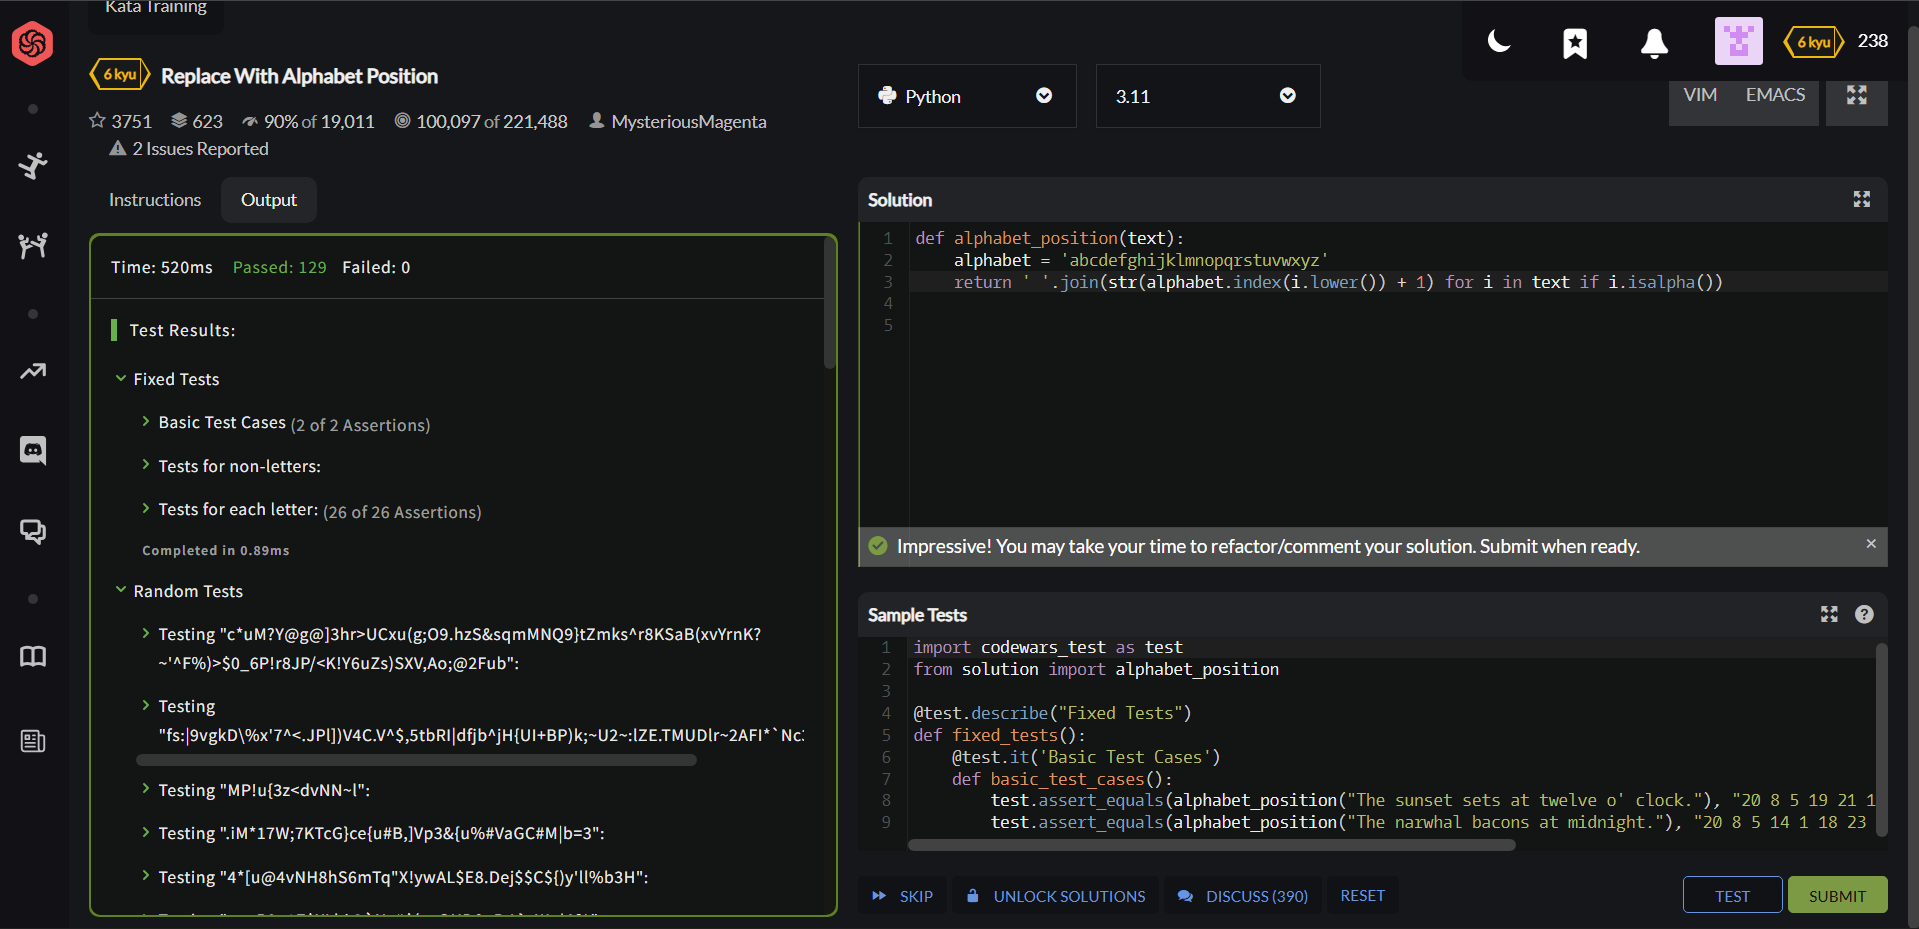 Kata Training
6 kyu
238
6 kyu Replace With Alphabet Position
3751 623 90% of 19,011 100,097 of 221,488 MysteriousMagenta
2 Issues Reported
Python
3.11
VIM EMACS
Instructions Output
Time: 520ms Passed: 129 Failed: 0
Test Results:
Fixed Tests
Basic Test Cases (2 of 2 Assertions)
Tests for non-letters:
Tests for each letter: (26 of 26 Assertions)
Completed in 0.89ms
Random Tests
Testing "c*uM?Y@g@]3hr>UCxu(g;O9.hzS&sqmMNQ9}tZmks^r8KSaB(xvYrnK?
~'^F%)>$0_6P!r8JP/<K!Y6uZs)SXV,Ao;@2Fub":
Testing
"fs:|9vgkD\%x'7^<.JPl])V4C.V^$,5tbRI|dfjb^jH{UI+BP)k;~U2~:lZE.TMUDlr~2AFI*`Nc
Testing "MP!u{3z<dvNN~l":
Testing ".iM*17W;7KTcG}ce{u#B,]Vp3&{u%#VaGC#M|b=3":
Testing "4*[u@4vNH8hS6mTq"X!ywAL$E8.Dej$$C${)y'll%b3H":
Solution
1 def alphabet_position(text):
2 alphabet = 'abcdefghijklmnopqrstuvwxyz'
3 return ' '.join(str(alphabet.index(i.lower()) + 1) for i in text if i.isalpha())
4
5
Impressive! You may take your time to refactor/comment your solution. Submit when ready.
Sample Tests
1 import codewars_test as test
2 from solution import alphabet_position
3
4 @test.describe("Fixed Tests")
5 def fixed_tests():
6 @test.it('Basic Test Cases')
7 def basic_test_cases():
8 test.assert_equals(alphabet_position("The sunset sets at twelve o' clock."), "20 8 5 19 21 1
9 test.assert_equals(alphabet_position("The narwhal bacons at midnight."), "20 8 5 14 1 18 23
SKIP UNLOCK SOLUTIONS DISCUSS (390) RESET
TEST SUBMIT